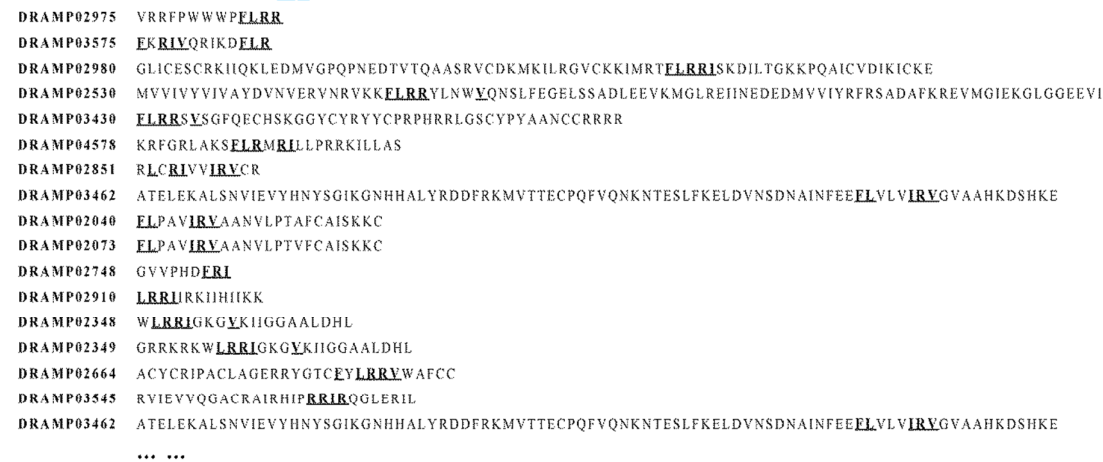 DRAMP02975 VRRFPWWWPFLRR
DRAMP03575 FKRIVQRIKDFLR
DRAMP02980 GLICESCRKIIQKLEDMVGPQPNEDTVTQAASRVCDKMKILRGVCKKIMRTFLRRISKDILTGKKPQAICVDIKICKE
DRAMP02530 MVVIVYVIVAYDVNVERVNRVKKFLRRYLNWVQNSLFEGELSSADLEEVKMGLREIINEDEDMVVIYRFRSADAFKREVMGIEKGLGGEEVI
DRAMP03430 FLRRSVSGFQECHSKGGYCYRYYCPRPHRRLGSCYPYAANCCRRRR
DRAMP04578 KRFGRLAKSFLRMRILLPRRKILLAS
DRAMP02851 RLCRIVVIRVCR
DRAMP03462 ATELEKALSNVIEVYHNYSGIKGNHHALYRDDFRKMVTTECPQFVQNKNTESLFKELDVNSDNAINFEEFLVLVIRVGVAAHKDSHKE
DRAMP02040 FLPAVIRVAANVLPTAFCAISKKC
DRAMP02073 FLPAVIRVAANVLPTVFCAISKKC
DRAMP02748 GVVPHDFRI
DRAMP02910 LRRIIRKIIHIIKK
DRAMP02348 WLRRIGKGVKIIGGAALDHL
DRAMP02349 GRRKRKWLRRIGKGVKIIGGAALDHL
DRAMP02664 ACYCRIPACLAGERRYGTCFYLRRVWAFCC
DRAMP03545 RVIEVVQGACRAIRHIPRRIRQGLERIL
DRAMP03462 ATELEKALSNVIEVYHNYSGIKGNHHALYRDDFRKMVTTECPQFVQNKNTESLFKELDVNSDNAINFEEFLVLVIRVGVAAHKDSHKE
... ...